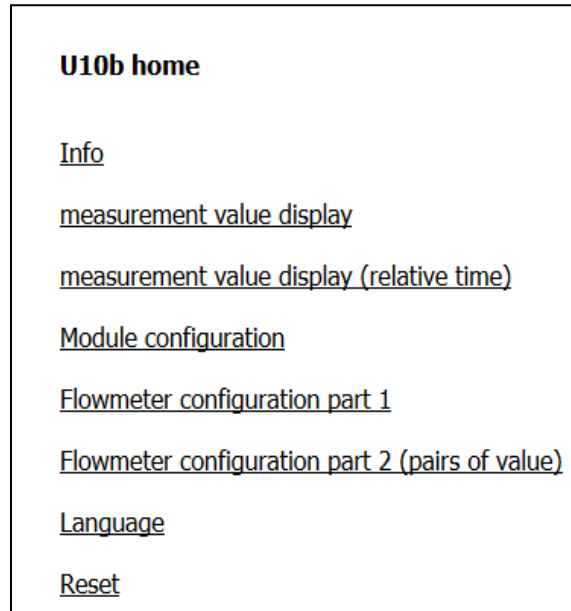 U10b home
Info
measurement value display
measurement value display (relative time)
Module configuration
Flowmeter configuration part 1
Flowmeter configuration part 2 (pairs of value)
Language
Reset